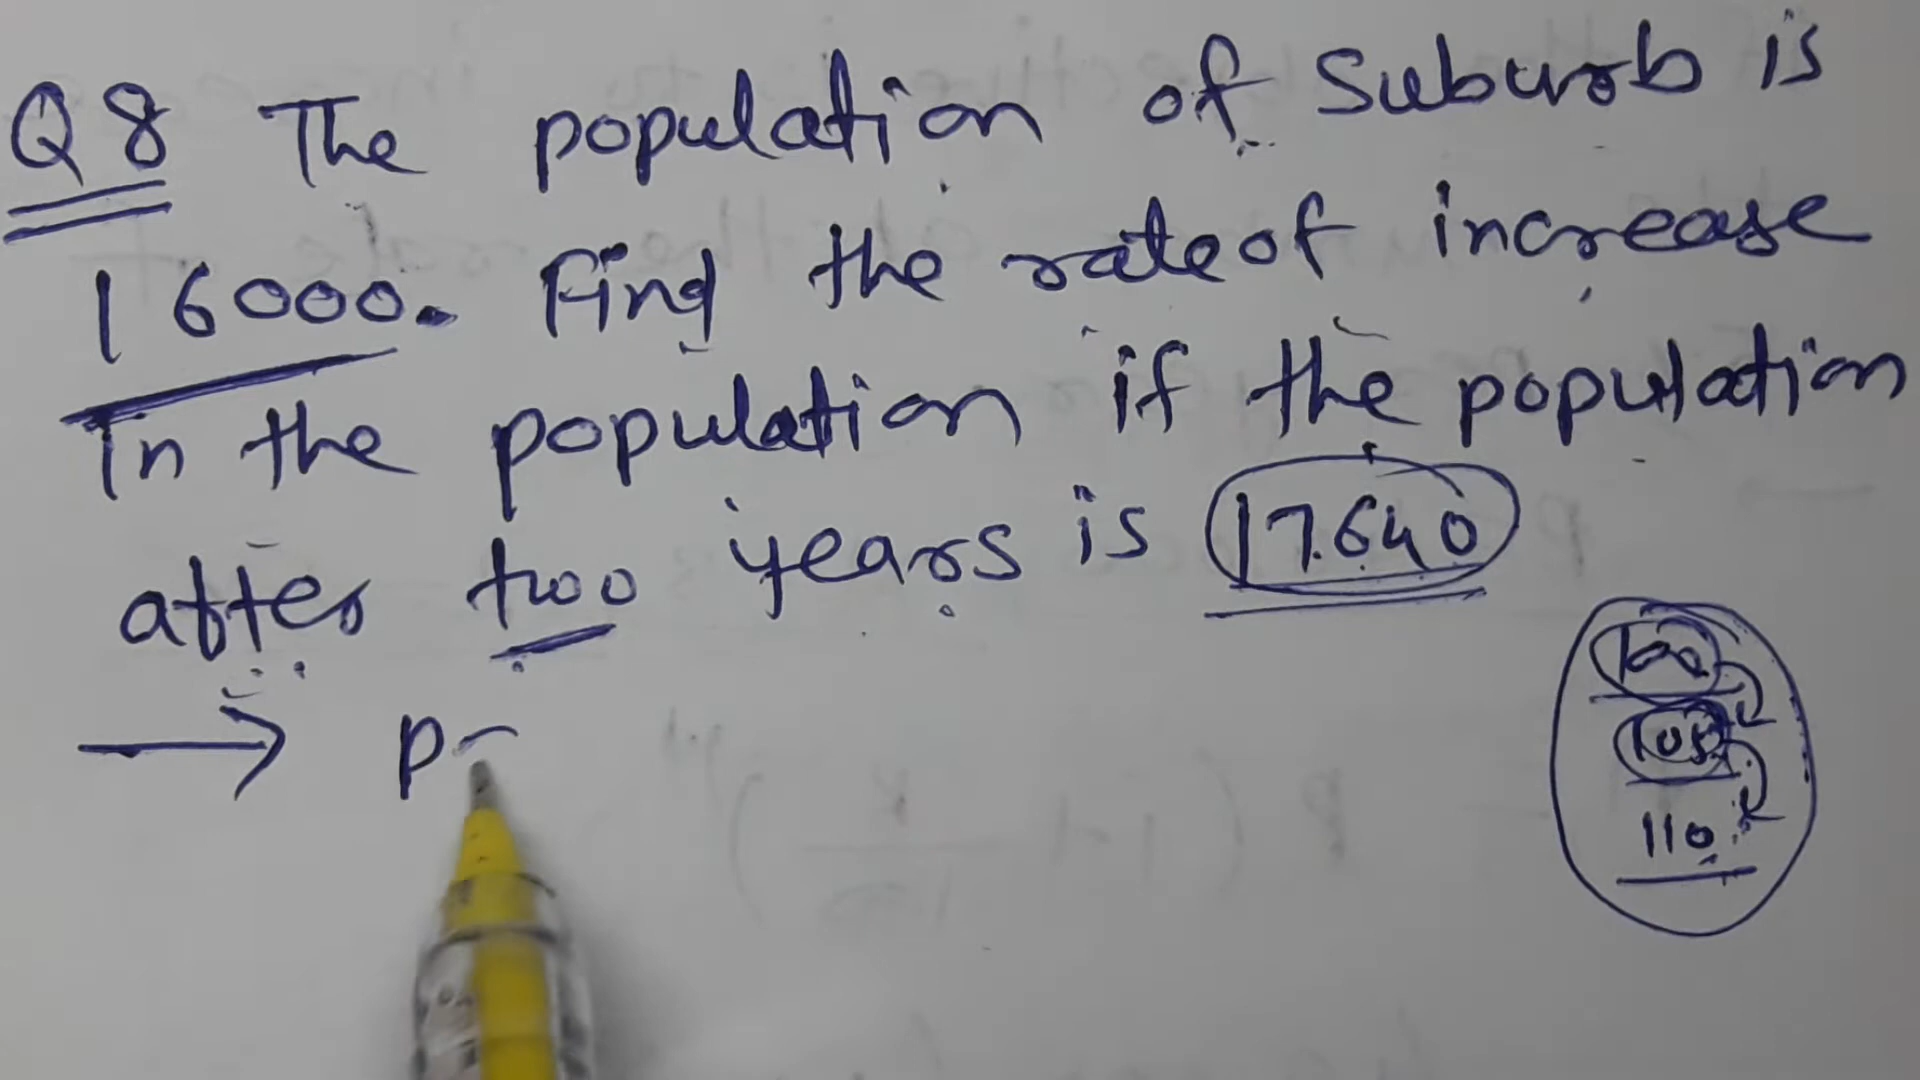 Q8 The population of Suburb is
16000. Find the rate of increase
In the population if the population
after two years is 17640
100
105
110
→ P